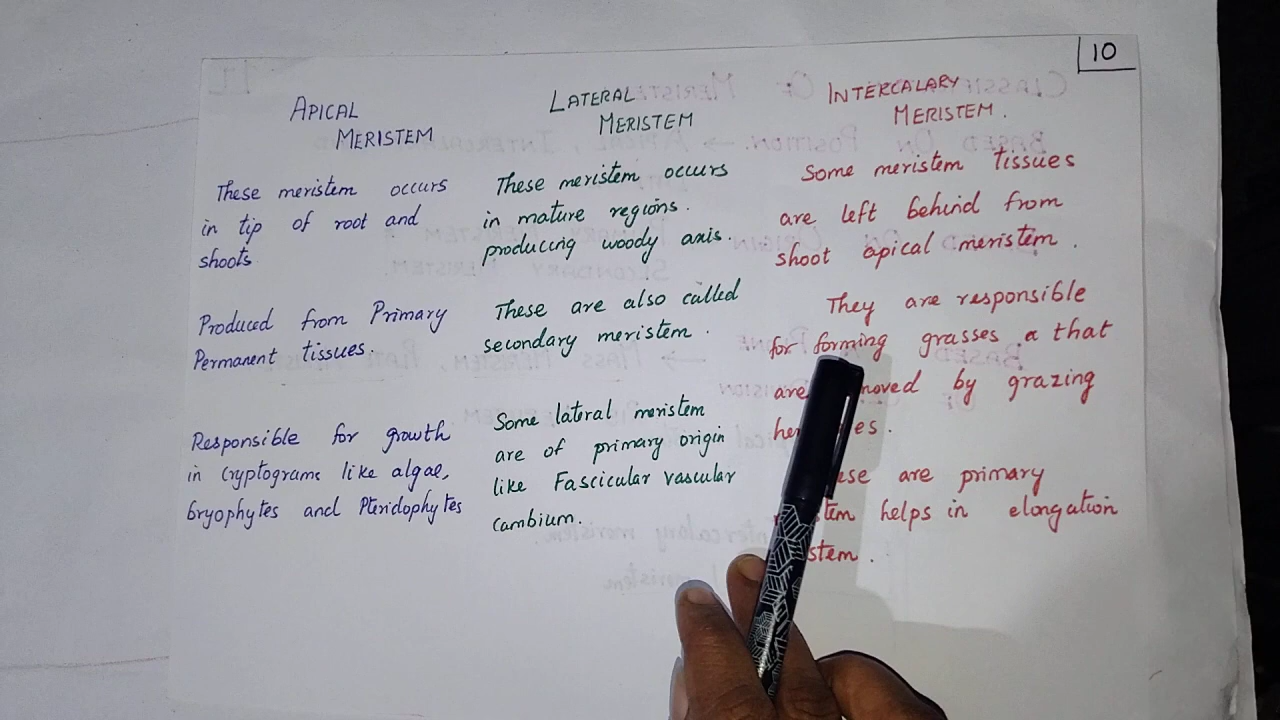 10
APICAL
MERISTEM
These meristem occurs
in tip of root and
shoots
Produced from Primary
Permanent tissues.
Responsible for growth
in cryptograms like algae,
bryophytes and Pteridophytes
LATERAL
MERISTEM
These meristem occurs
in mature regions.
producing woody axis.
These are also called
secondary meristem.
Some lateral meristem
are of primary origin
like Fascicular vascular
cambium.
INTERCALARY
MERISTEM.
Some meristem tissues
are left behind from
shoot apical meristem.
They are responsible
for forming grasses a that
are moved by grazing
are primary
helps in elongation
stem.